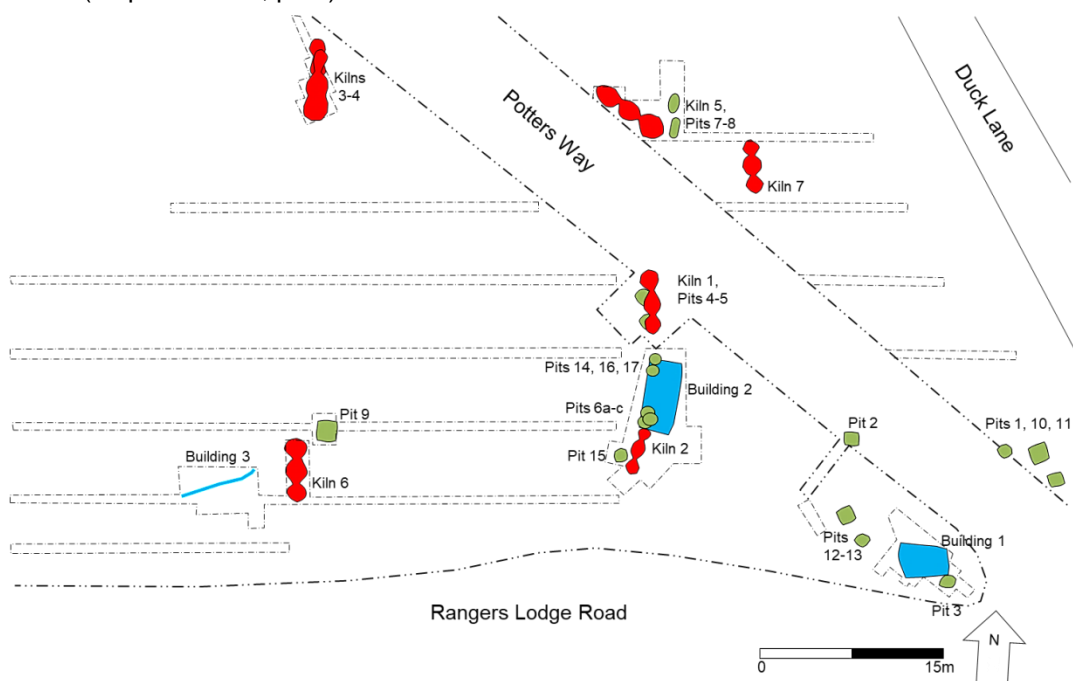 Kilns
3-4
Potters Way
Kiln 5,
Pits 7-8
Duck Lane
Kiln 7
Kiln 1,
Pits 4-5
Pits 14, 16, 17
Building 2
Pits 6a-c
Pit 9
Pit 2
Pits 1, 10, 11
Building 3
Kiln 6
Pit 15
Kiln 2
Pits
12-13
Building 1
Pit 3
Rangers Lodge Road
N
0
15m